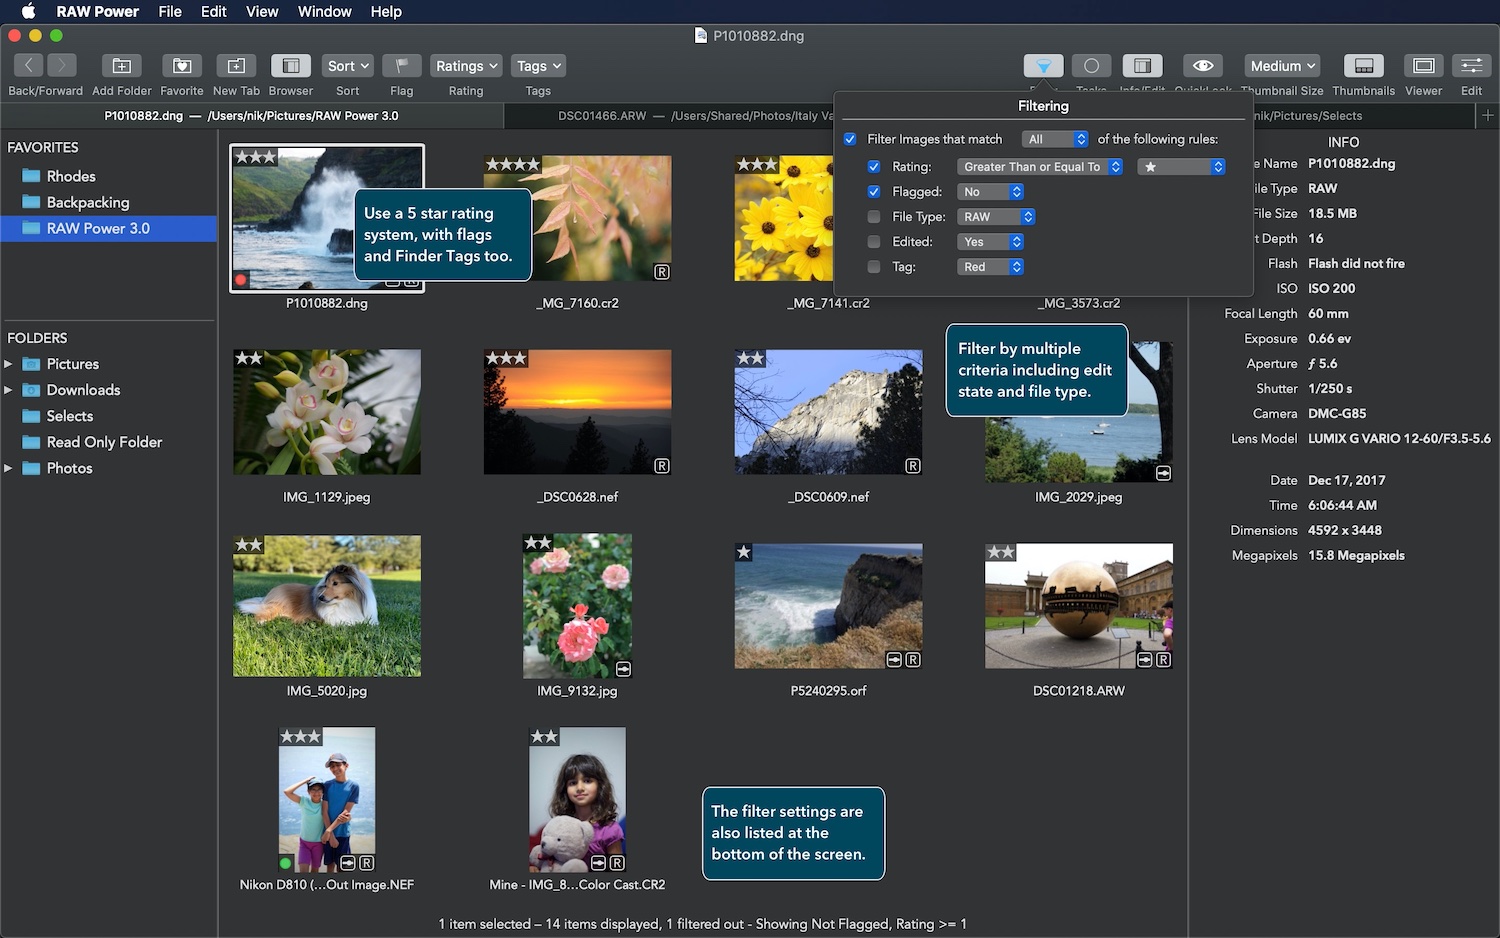 RAW Power File Edit View Window Help
P1010882.dng
Sort Ratings Tags Medium
Back/Forward Add Folder Favorite New Tab Browser Sort Flag Rating Tags Thumbnail Size Thumbnails Viewer Edit
P1010882.dng — /Users/nik/Pictures/RAW Power 3.0
DSC01466.ARW — /Users/Shared/Photos/Italy Va
nik/Pictures/Selects
Filtering
Filter Images that match All of the following rules:
Rating: Greater Than or Equal To ★
Flagged: No
File Type: RAW
Edited: Yes
Tag: Red
FAVORITES
Rhodes
Backpacking
RAW Power 3.0
FOLDERS
Pictures
Downloads
Selects
Read Only Folder
Photos
★★★
★★★★
R
★★★
Use a 5 star rating
system, with flags
and Finder Tags too.
P1010882.dng
_MG_7160.cr2
_MG_7141.cr2
_MG_3573.cr2
★★
★★★
R
★★
R
Filter by multiple
criteria including edit
state and file type.
IMG_1129.jpeg
_DSC0628.nef
_DSC0609.nef
IMG_2029.jpeg
★★
★★
★
R
★★
R
IMG_5020.jpg
IMG_9132.jpg
P5240295.orf
DSC01218.ARW
★★★
R
★★
R
The filter settings are
also listed at the
bottom of the screen.
Nikon D810 (...Out Image.NEF
Mine - IMG_8...Color Cast.CR2
1 item selected – 14 items displayed, 1 filtered out - Showing Not Flagged, Rating >= 1
INFO
e Name P1010882.dng
ile Type RAW
File Size 18.5 MB
t Depth 16
Flash Flash did not fire
ISO ISO 200
Focal Length 60 mm
Exposure 0.66 ev
Aperture ƒ 5.6
Shutter 1/250 s
Camera DMC-G85
Lens Model LUMIX G VARIO 12-60/F3.5-5.6
Date Dec 17, 2017
Time 6:06:44 AM
Dimensions 4592 x 3448
Megapixels 15.8 Megapixels